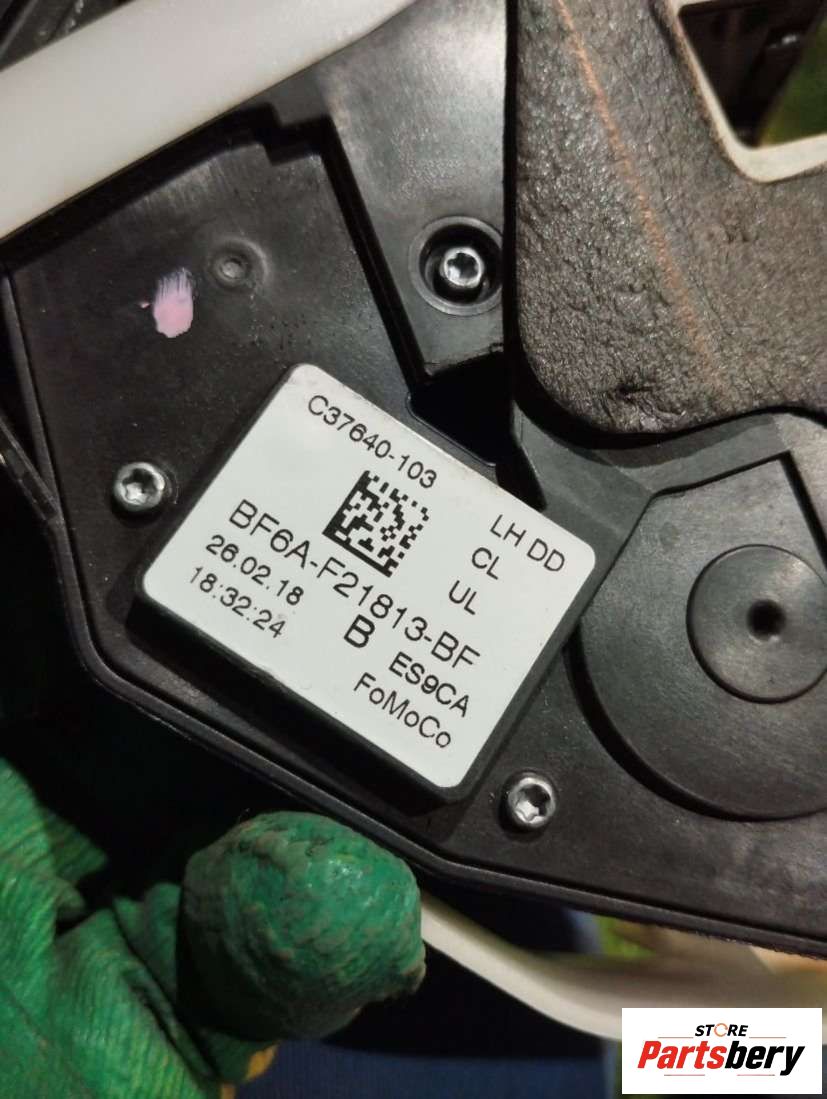 C37640-103
LH DD
CL
UL
BF6A-F21813-BF
26.02.18
18:32:24
B
ES9CA
FoMoCo
STORE
Partsbery